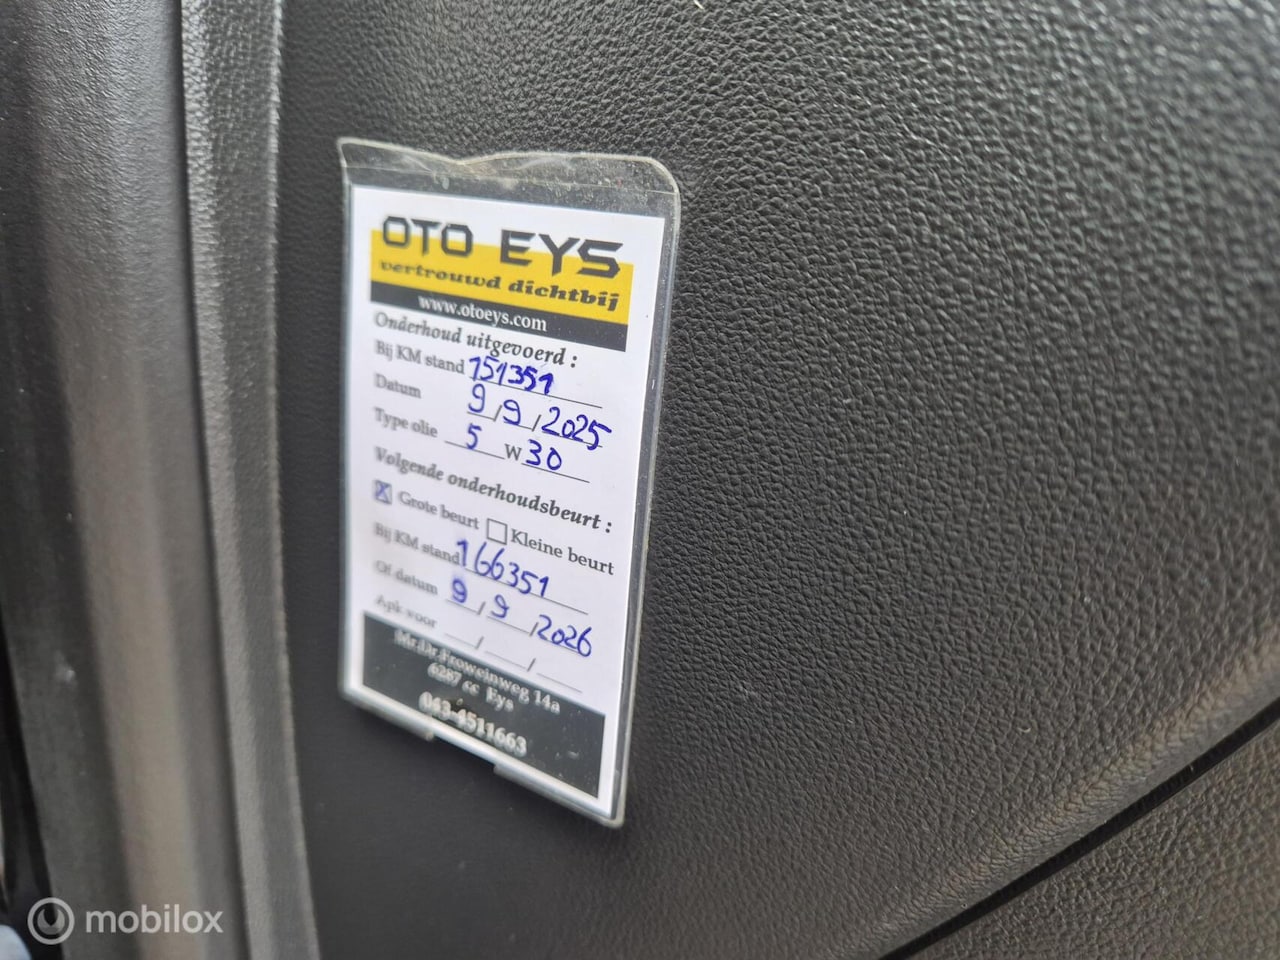 OTO EYS
vertrouwd dichtbij
www.otoeys.com
Onderhoud uitgevoerd :
Bij KM stand 151351
Datum 9/9/2025
Type olie 5 W 30
Volgende onderhoudsbeurt :
X Grote beurt Kleine beurt
Bij KM stand 166351
Of datum 9/9/2026
Apk voor / /
Mr.Dr.Froweinweg 14a
6287 cc Eys
043-4511663
mobilox